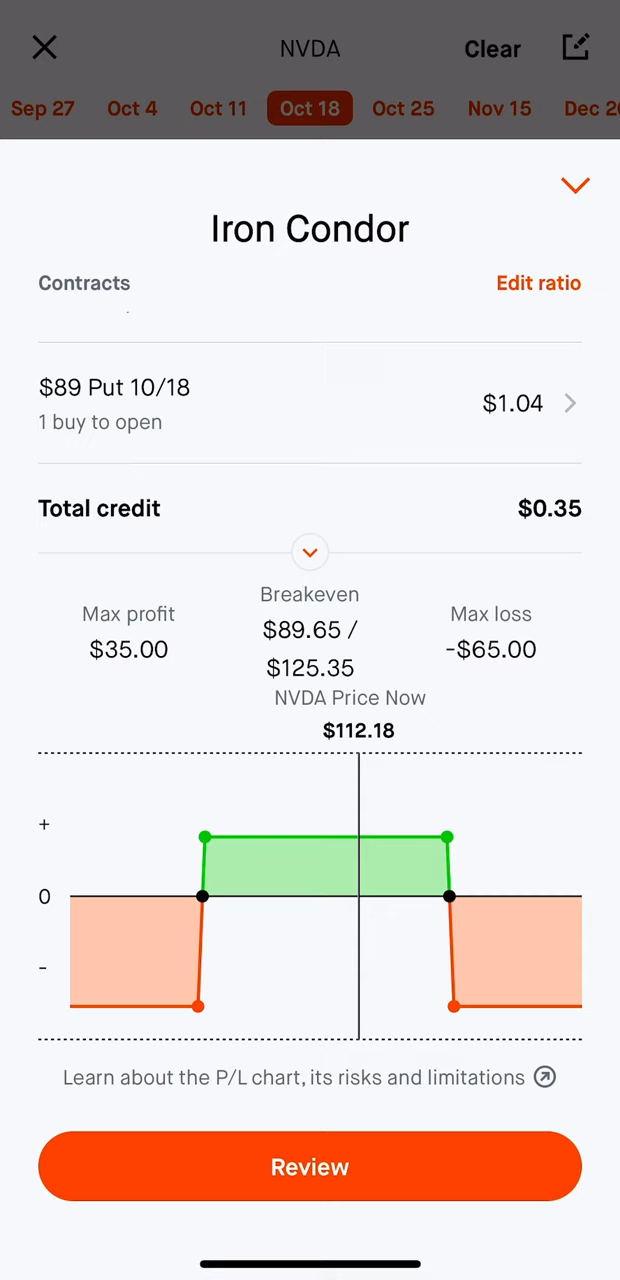 NVDA
Clear
Sep 27 Oct 4 Oct 11 Oct 18 Oct 25 Nov 15 Dec 2
Iron Condor
Contracts
Edit ratio
$89 Put 10/18
1 buy to open
$1.04
Total credit
$0.35
Max profit
$35.00
Breakeven
$89.65 /
$125.35
Max loss
-$65.00
NVDA Price Now
$112.18
+
0
-
Learn about the P/L chart, its risks and limitations
Review